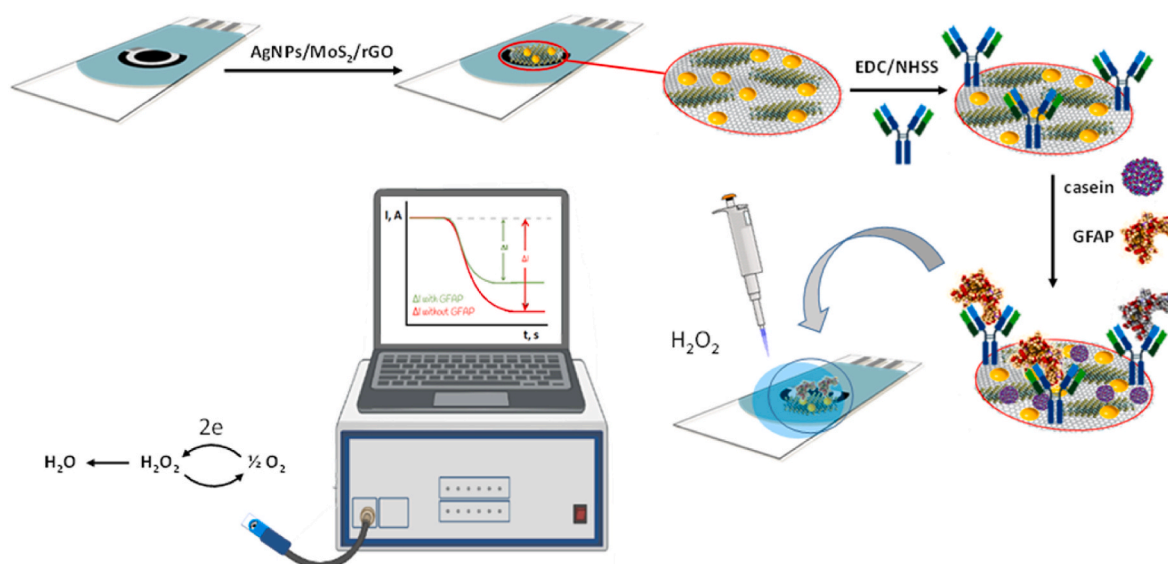 AgNPs/MoS₂/rGO
EDC/NHSS
casein
GFAP
I, A
ΔI
ΔI
ΔI with GFAP
ΔI without GFAP
t, s
H₂O₂
2e
H₂O
H₂O₂
½ O₂